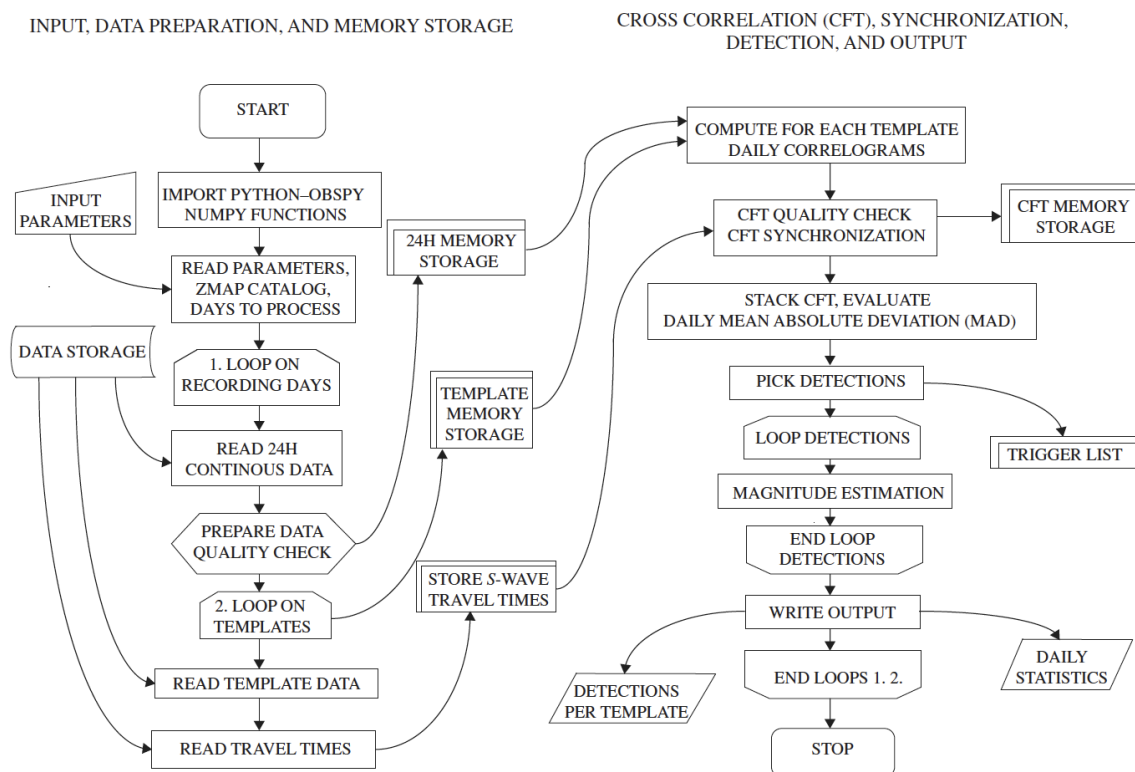 INPUT, DATA PREPARATION, AND MEMORY STORAGE
START
INPUT
PARAMETERS
IMPORT PYTHON–OBSPY
NUMPY FUNCTIONS
READ PARAMETERS,
ZMAP CATALOG,
DAYS TO PROCESS
DATA STORAGE
1. LOOP ON
RECORDING DAYS
READ 24H
CONTINOUS DATA
PREPARE DATA
QUALITY CHECK
2. LOOP ON
TEMPLATES
READ TEMPLATE DATA
READ TRAVEL TIMES
24H MEMORY
STORAGE
TEMPLATE
MEMORY
STORAGE
STORE S-WAVE
TRAVEL TIMES
CROSS CORRELATION (CFT), SYNCHRONIZATION,
DETECTION, AND OUTPUT
COMPUTE FOR EACH TEMPLATE
DAILY CORRELOGRAMS
CFT QUALITY CHECK
CFT SYNCHRONIZATION
CFT MEMORY
STORAGE
STACK CFT, EVALUATE
DAILY MEAN ABSOLUTE DEVIATION (MAD)
PICK DETECTIONS
LOOP DETECTIONS
TRIGGER LIST
MAGNITUDE ESTIMATION
END LOOP
DETECTIONS
WRITE OUTPUT
DETECTIONS
PER TEMPLATE
END LOOPS 1. 2.
DAILY
STATISTICS
STOP